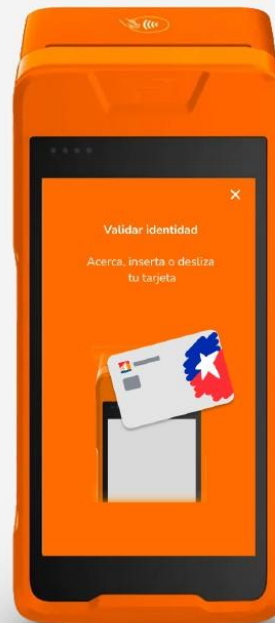 Validar identidad
Acerca, inserta o desliza
tu tarjeta